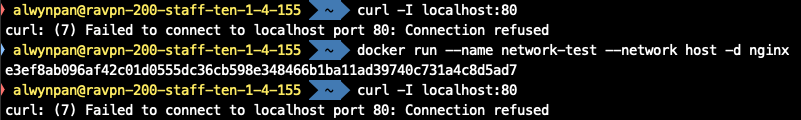 alwynpan@ravpn-200-staff-ten-1-4-155 ~ curl -I localhost:80
curl: (7) Failed to connect to localhost port 80: Connection refused
alwynpan@ravpn-200-staff-ten-1-4-155 ~ docker run --name network-test --network host -d nginx
e3ef8ab096af42c01d0555dc36cb598e348466b1ba11ad39740c731a4c8d5ad7
alwynpan@ravpn-200-staff-ten-1-4-155 ~ curl -I localhost:80
curl: (7) Failed to connect to localhost port 80: Connection refused